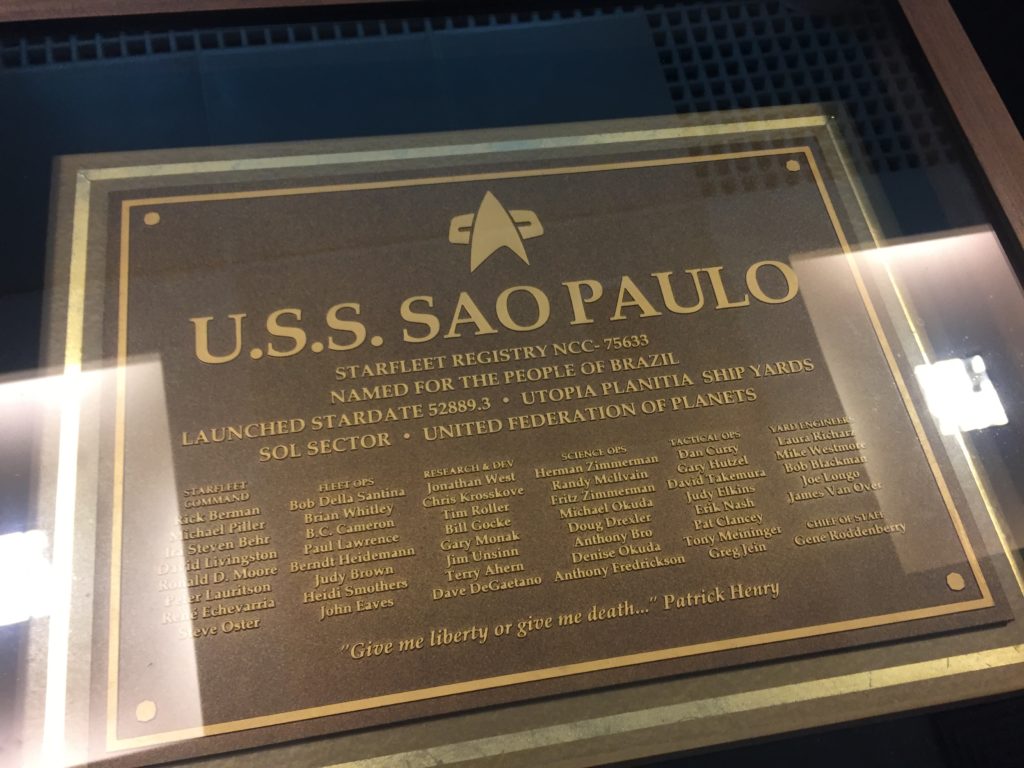 U.S.S. SAO PAULO
STARFLEET REGISTRY NCC- 75633
NAMED FOR THE PEOPLE OF BRAZIL
LAUNCHED STARDATE 52889.3 • UTOPIA PLANITIA SHIP YARDS
SOL SECTOR • UNITED FEDERATION OF PLANETS
STARFLEET
COMMAND
Rick Berman
Michael Piller
Ira Steven Behr
David Livingston
Ronald D. Moore
Peter Lauritson
René Echevarria
Steve Oster
FLEET OPS
Bob Della Santina
Brian Whitley
B.C. Cameron
Paul Lawrence
Berndt Heidemann
Judy Brown
Heidi Smothers
John Eaves
RESEARCH & DEV
Jonathan West
Chris Krosskove
Tim Roller
Bill Gocke
Gary Monak
Jim Unsinn
Terry Ahern
Dave DeGaetano
SCIENCE OPS
Herman Zimmerman
Randy McIlvain
Fritz Zimmerman
Michael Okuda
Doug Drexler
Anthony Bro
Denise Okuda
Anthony Fredrickson
TACTICAL OPS
Dan Curry
Gary Hutzel
David Takemura
Judy Elkins
Erik Nash
Pat Clancey
Tony Meininger
Greg Jein
YARD ENGINEERS
Laura Richarz
Mike Westmore
Bob Blackman
Joe Longo
James Van Over
CHIEF OF STAFF
Gene Roddenberry
"Give me liberty or give me death..." Patrick Henry